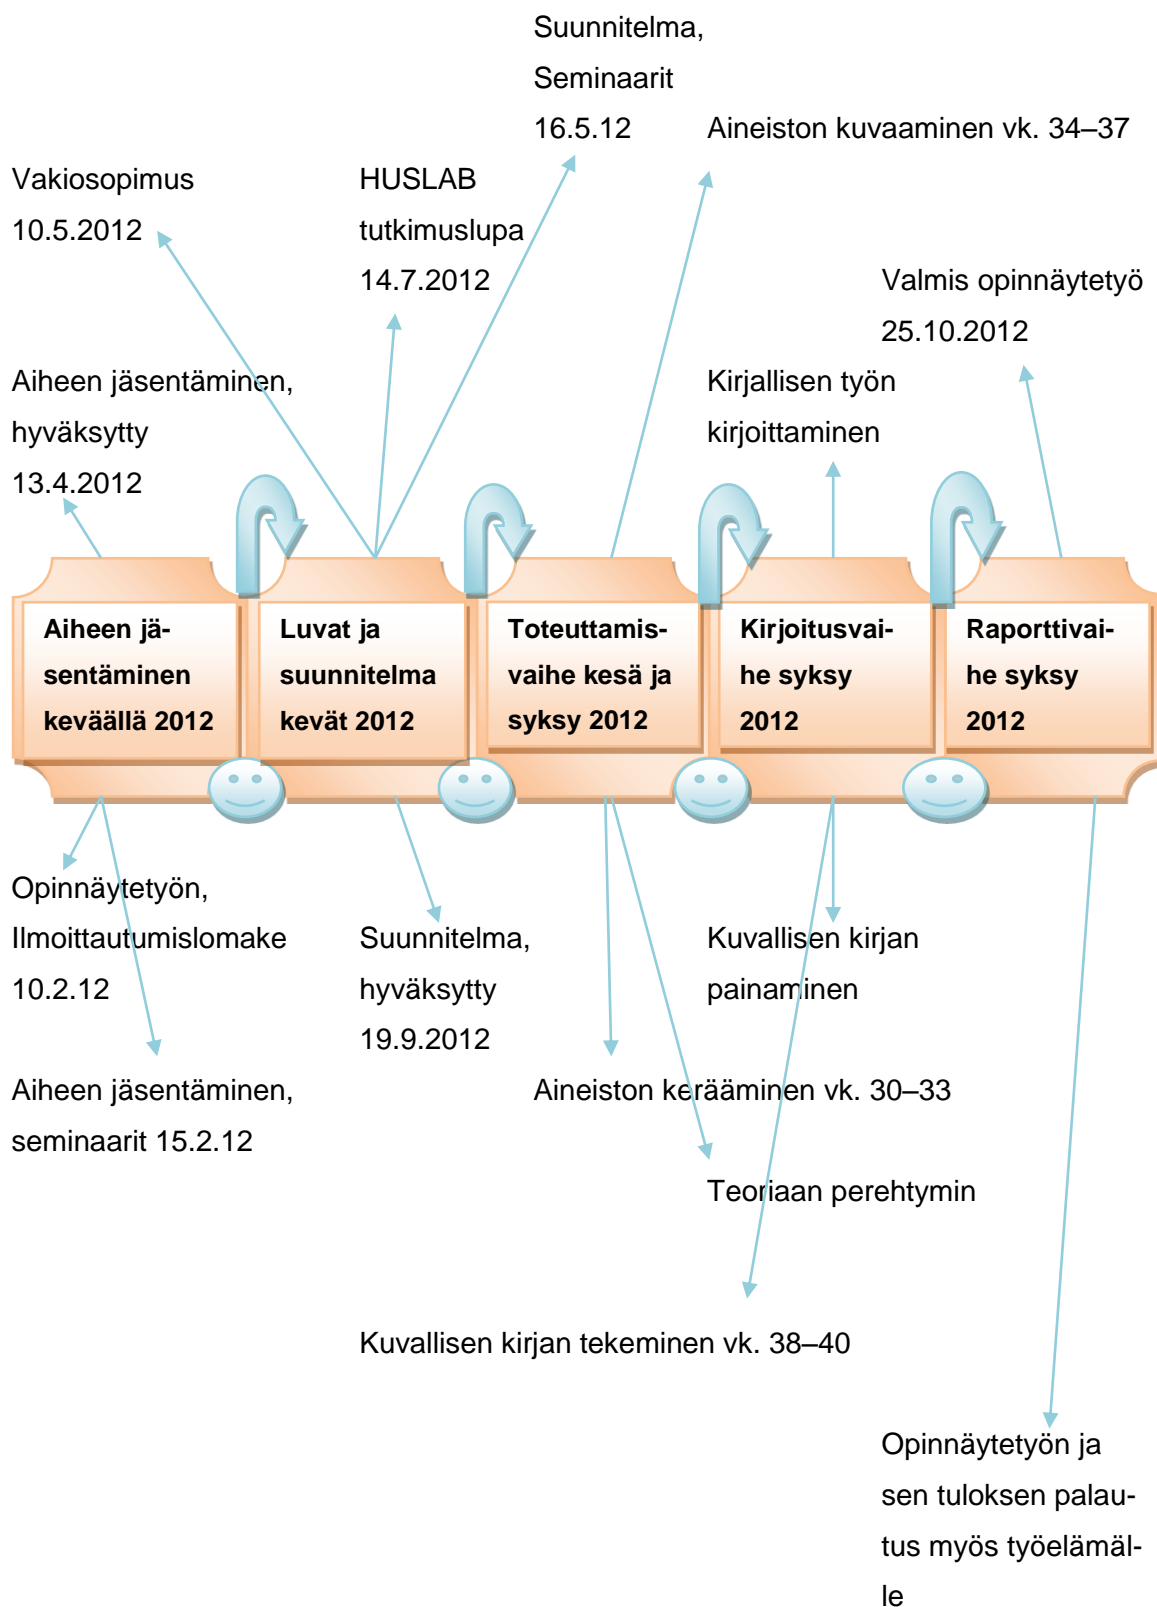 Suunnitelma,
Seminaarit
16.5.12
Aineiston kuvaaminen vk. 34–37
Vakiosopimus
10.5.2012
HUSLAB
tutkimuslupa
14.7.2012
Valmis opinnäytetyö
25.10.2012
Aiheen jäsentäminen,
hyväksytty
13.4.2012
Kirjallisen työn
kirjoittaminen
Aiheen jä-
sentäminen
keväällä 2012
Luvat ja
suunnitelma
kevät 2012
Toteuttamis-
vaihe kesä ja
syksy 2012
Kirjoitusvai-
he syksy
2012
Raporttivai-
he syksy
2012
Opinnäytetyön,
Ilmoittautumislomake
10.2.12
Suunnitelma,
hyväksytty
19.9.2012
Kuvallisen kirjan
painaminen
Aiheen jäsentäminen,
seminaarit 15.2.12
Aineiston kerääminen vk. 30–33
Teoriaan perehtymin
Kuvallisen kirjan tekeminen vk. 38–40
Opinnäytetyön ja
sen tuloksen palau-
tus myös työelämäl-
le